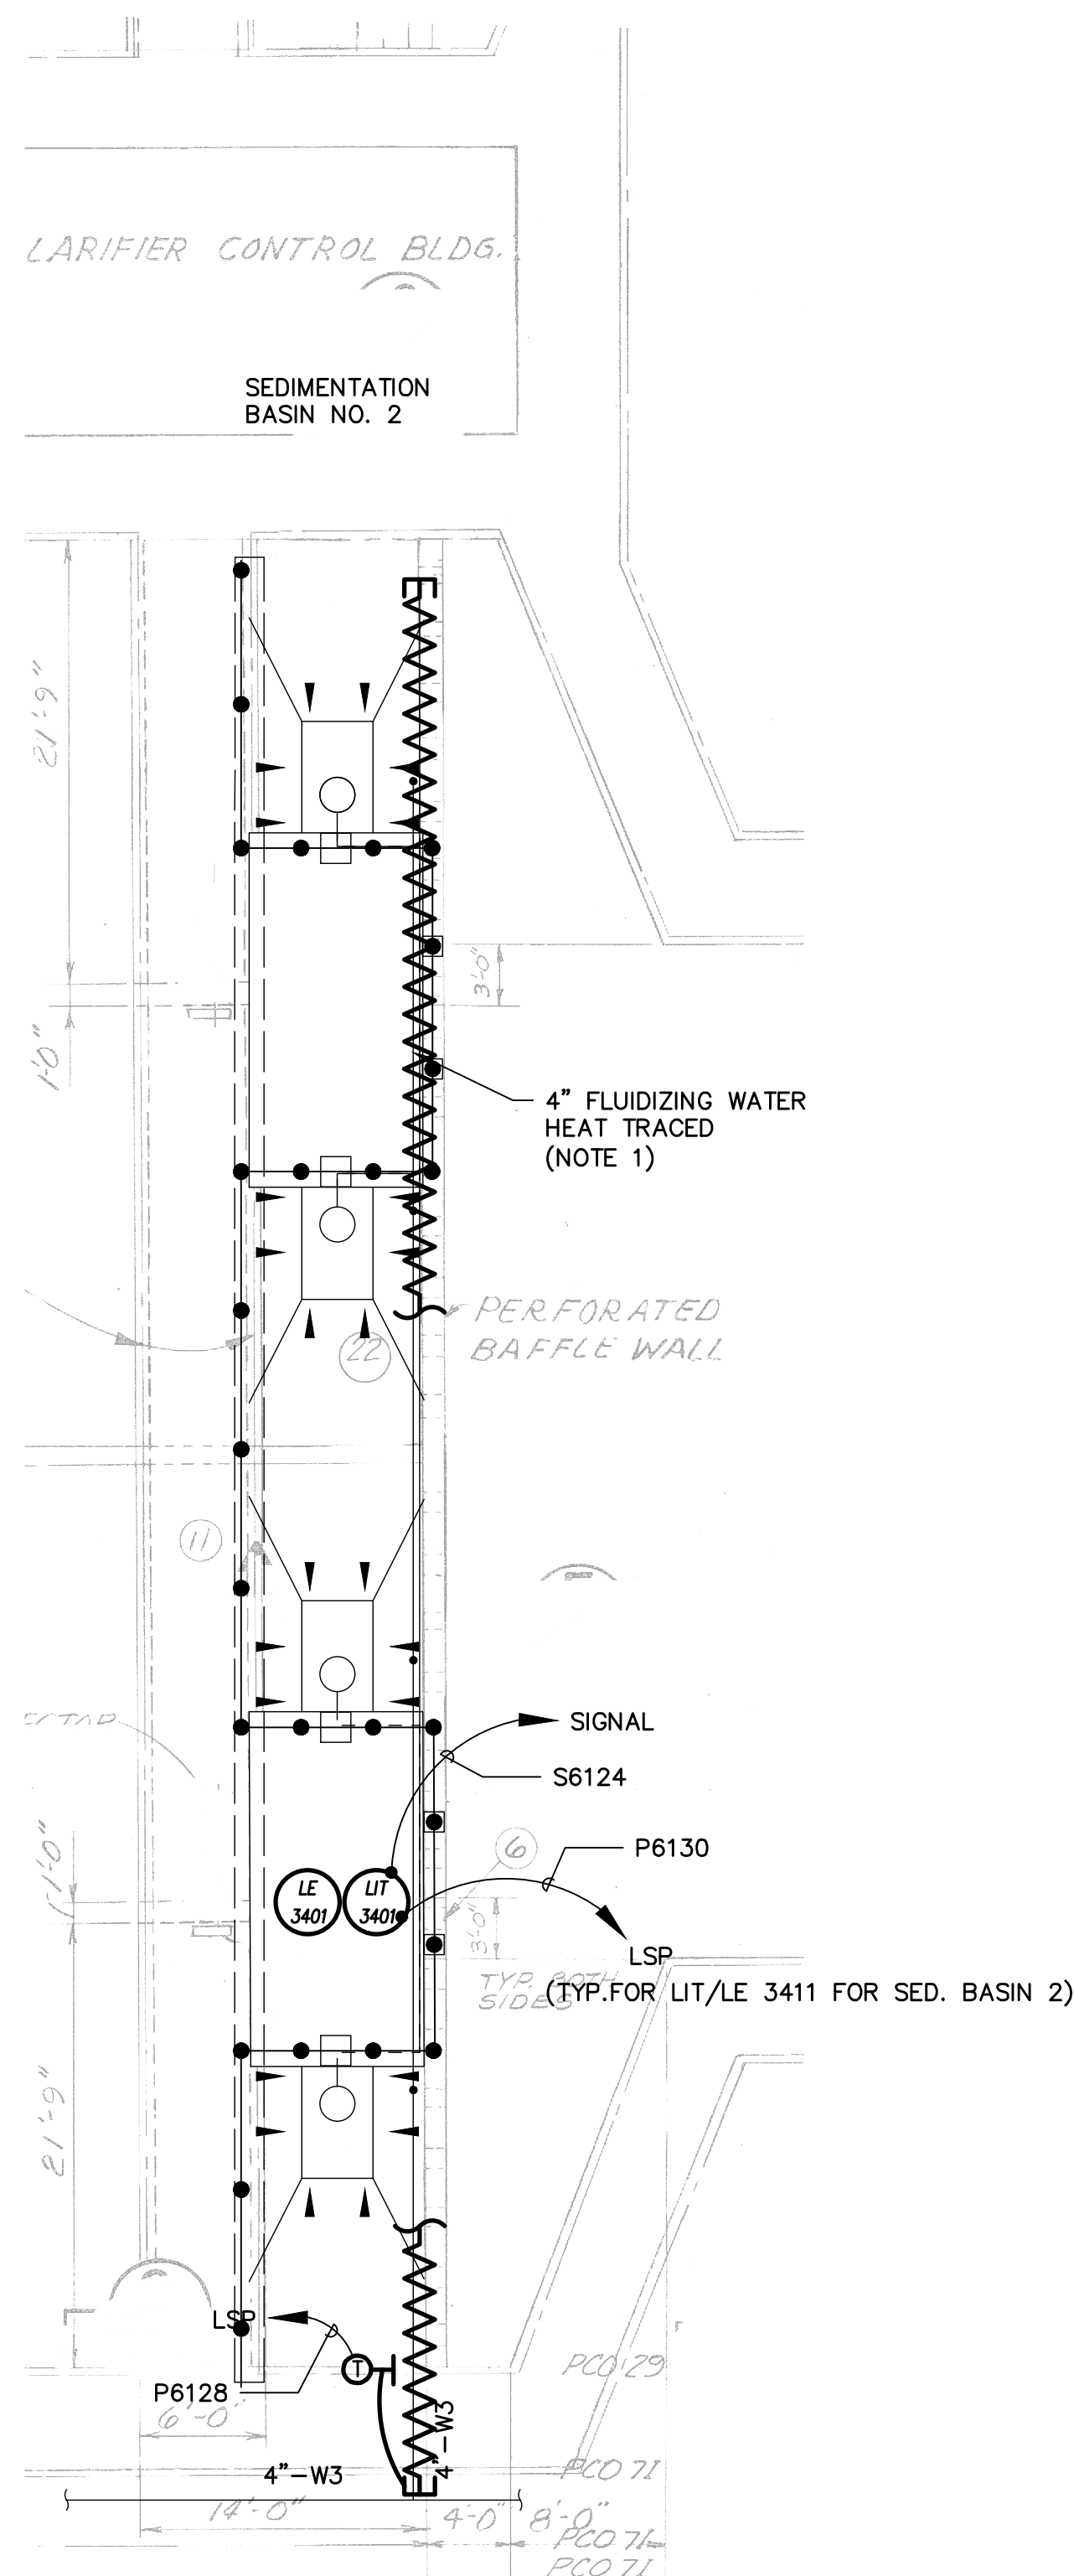 LARIFIER CONTROL BLDG.
SEDIMENTATION
BASIN NO. 2
21'-9"
3'-0"
1'-0"
4" FLUIDIZING WATER
HEAT TRACED
(NOTE 1)
PERFORATED
BAFFLE WALL
22
11
SIGNAL
S6124
P6130
6
1'-0"
LE
3401
LIT
3401
3'-0"
LSP
TYP. BOTH
SIDES
(TYP.FOR LIT/LE 3411 FOR SED. BASIN 2)
21'-9"
LSP
T
PCO 29
P6128
6'-0"
4"-W3
4"-W3
PCO 71
14'-0"
4'-0"
8'-0"
PCO 71
PCO 71